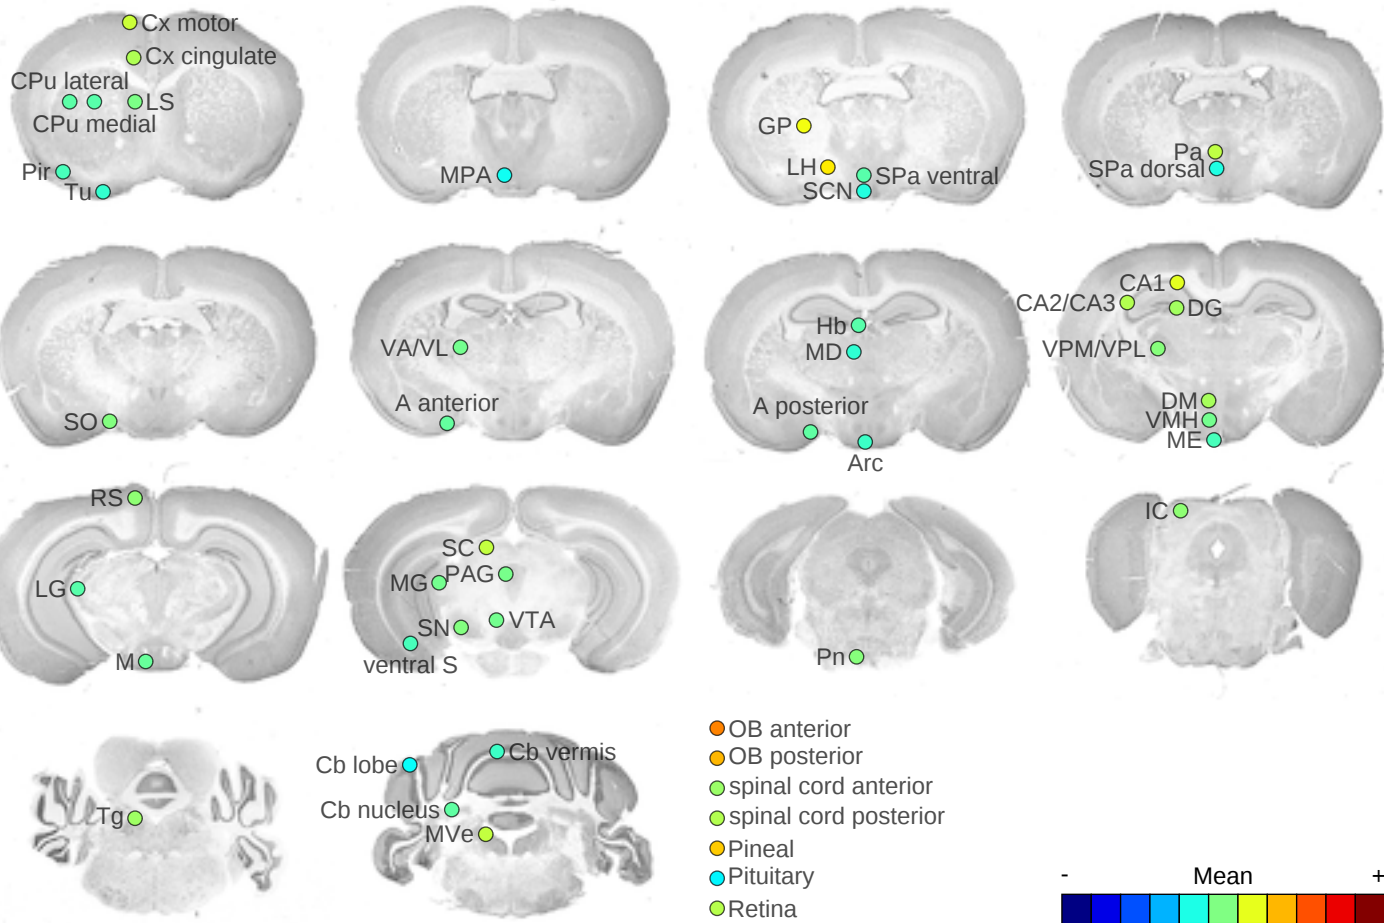 Cx motor
Cx cingulate
CPu lateral
LS
CPu medial
Pir
Tu
MPA
GP
LH
SPa ventral
SCN
Pa
SPa dorsal
SO
VA/VL
A anterior
Hb
MD
A posterior
Arc
CA1
CA2/CA3
DG
VPM/VPL
DM
VMH
ME
RS
LG
M
SC
MG
PAG
SN
VTA
ventral S
Pn
IC
Tg
Cb lobe
Cb vermis
Cb nucleus
MVe
OB anterior
OB posterior
spinal cord anterior
spinal cord posterior
Pineal
Pituitary
Retina
- Mean +